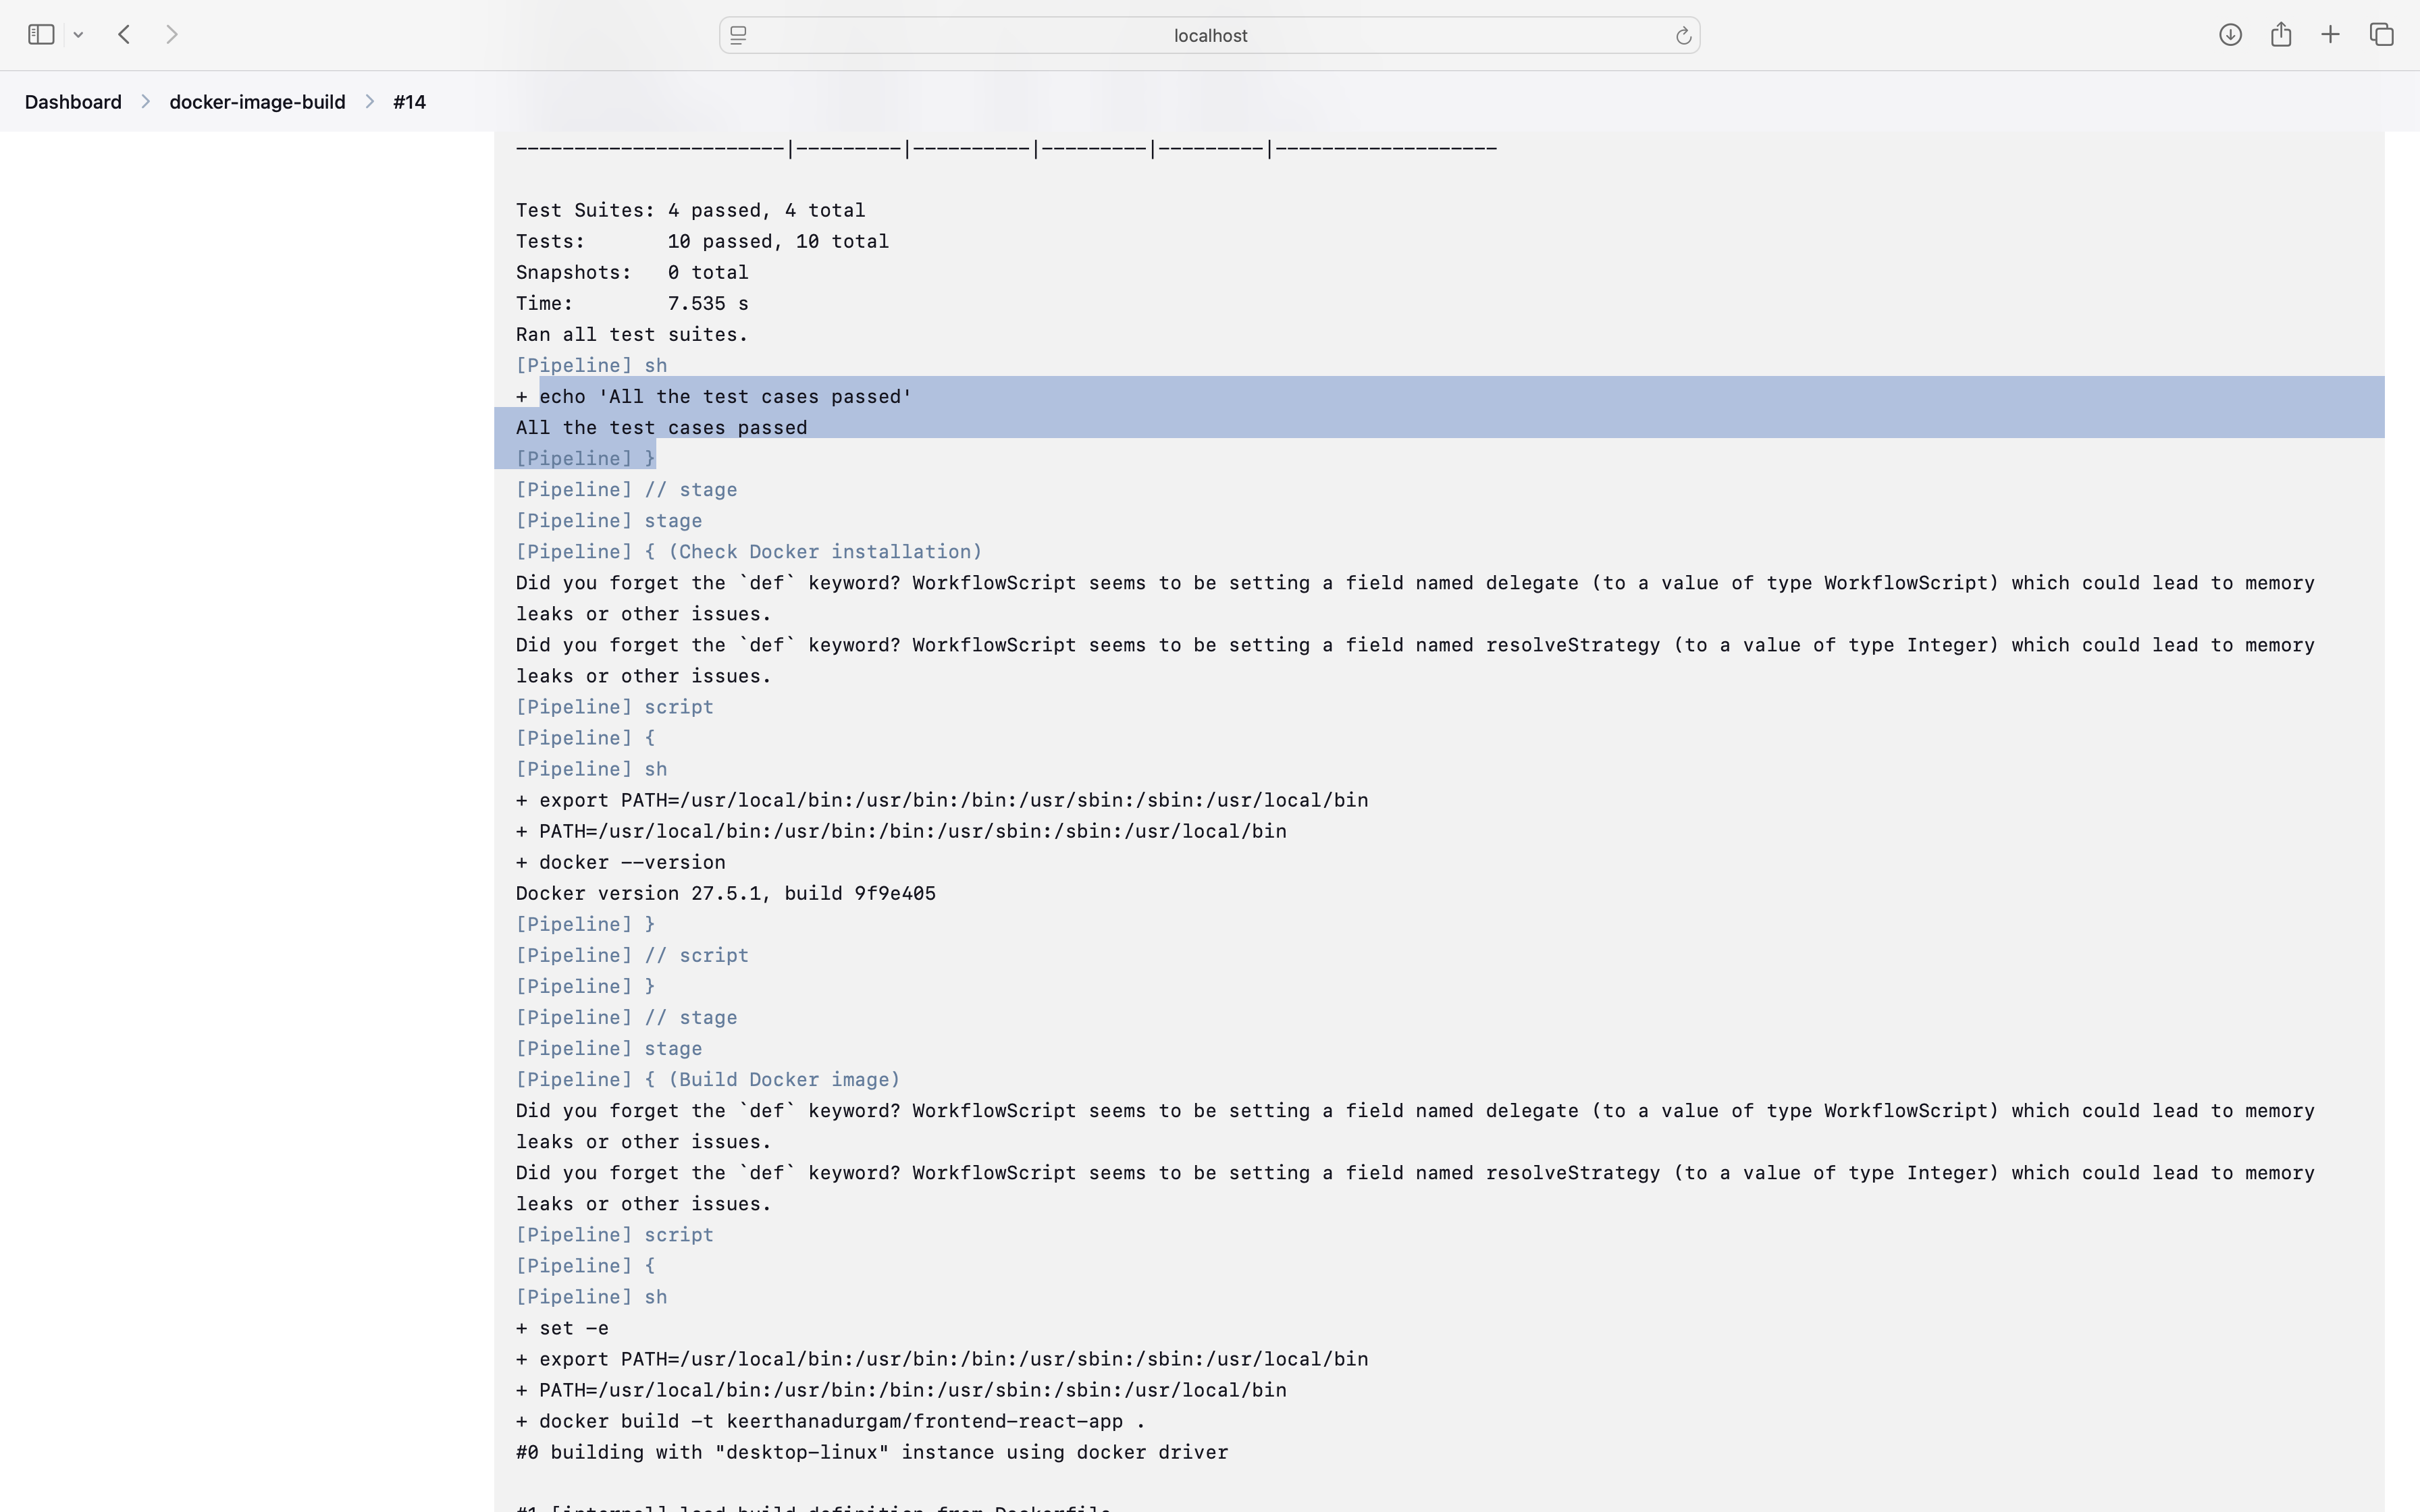 localhost
Dashboard > docker-image-build > #14
-----------------------|---------|----------|---------|---------|-------------------
Test Suites: 4 passed, 4 total
Tests:       10 passed, 10 total
Snapshots:   0 total
Time:        7.535 s
Ran all test suites.
[Pipeline] sh
+ echo 'All the test cases passed'
All the test cases passed
[Pipeline] }
[Pipeline] // stage
[Pipeline] stage
[Pipeline] { (Check Docker installation)
Did you forget the `def` keyword? WorkflowScript seems to be setting a field named delegate (to a value of type WorkflowScript) which could lead to memory
leaks or other issues.
Did you forget the `def` keyword? WorkflowScript seems to be setting a field named resolveStrategy (to a value of type Integer) which could lead to memory
leaks or other issues.
[Pipeline] script
[Pipeline] {
[Pipeline] sh
+ export PATH=/usr/local/bin:/usr/bin:/bin:/usr/sbin:/sbin:/usr/local/bin
+ PATH=/usr/local/bin:/usr/bin:/bin:/usr/sbin:/sbin:/usr/local/bin
+ docker --version
Docker version 27.5.1, build 9f9e405
[Pipeline] }
[Pipeline] // script
[Pipeline] }
[Pipeline] // stage
[Pipeline] stage
[Pipeline] { (Build Docker image)
Did you forget the `def` keyword? WorkflowScript seems to be setting a field named delegate (to a value of type WorkflowScript) which could lead to memory
leaks or other issues.
Did you forget the `def` keyword? WorkflowScript seems to be setting a field named resolveStrategy (to a value of type Integer) which could lead to memory
leaks or other issues.
[Pipeline] script
[Pipeline] {
[Pipeline] sh
+ set -e
+ export PATH=/usr/local/bin:/usr/bin:/bin:/usr/sbin:/sbin:/usr/local/bin
+ PATH=/usr/local/bin:/usr/bin:/bin:/usr/sbin:/sbin:/usr/local/bin
+ docker build -t keerthanadurgam/frontend-react-app .
#0 building with "desktop-linux" instance using docker driver
#1 [internal] load build definition from Dockerfile